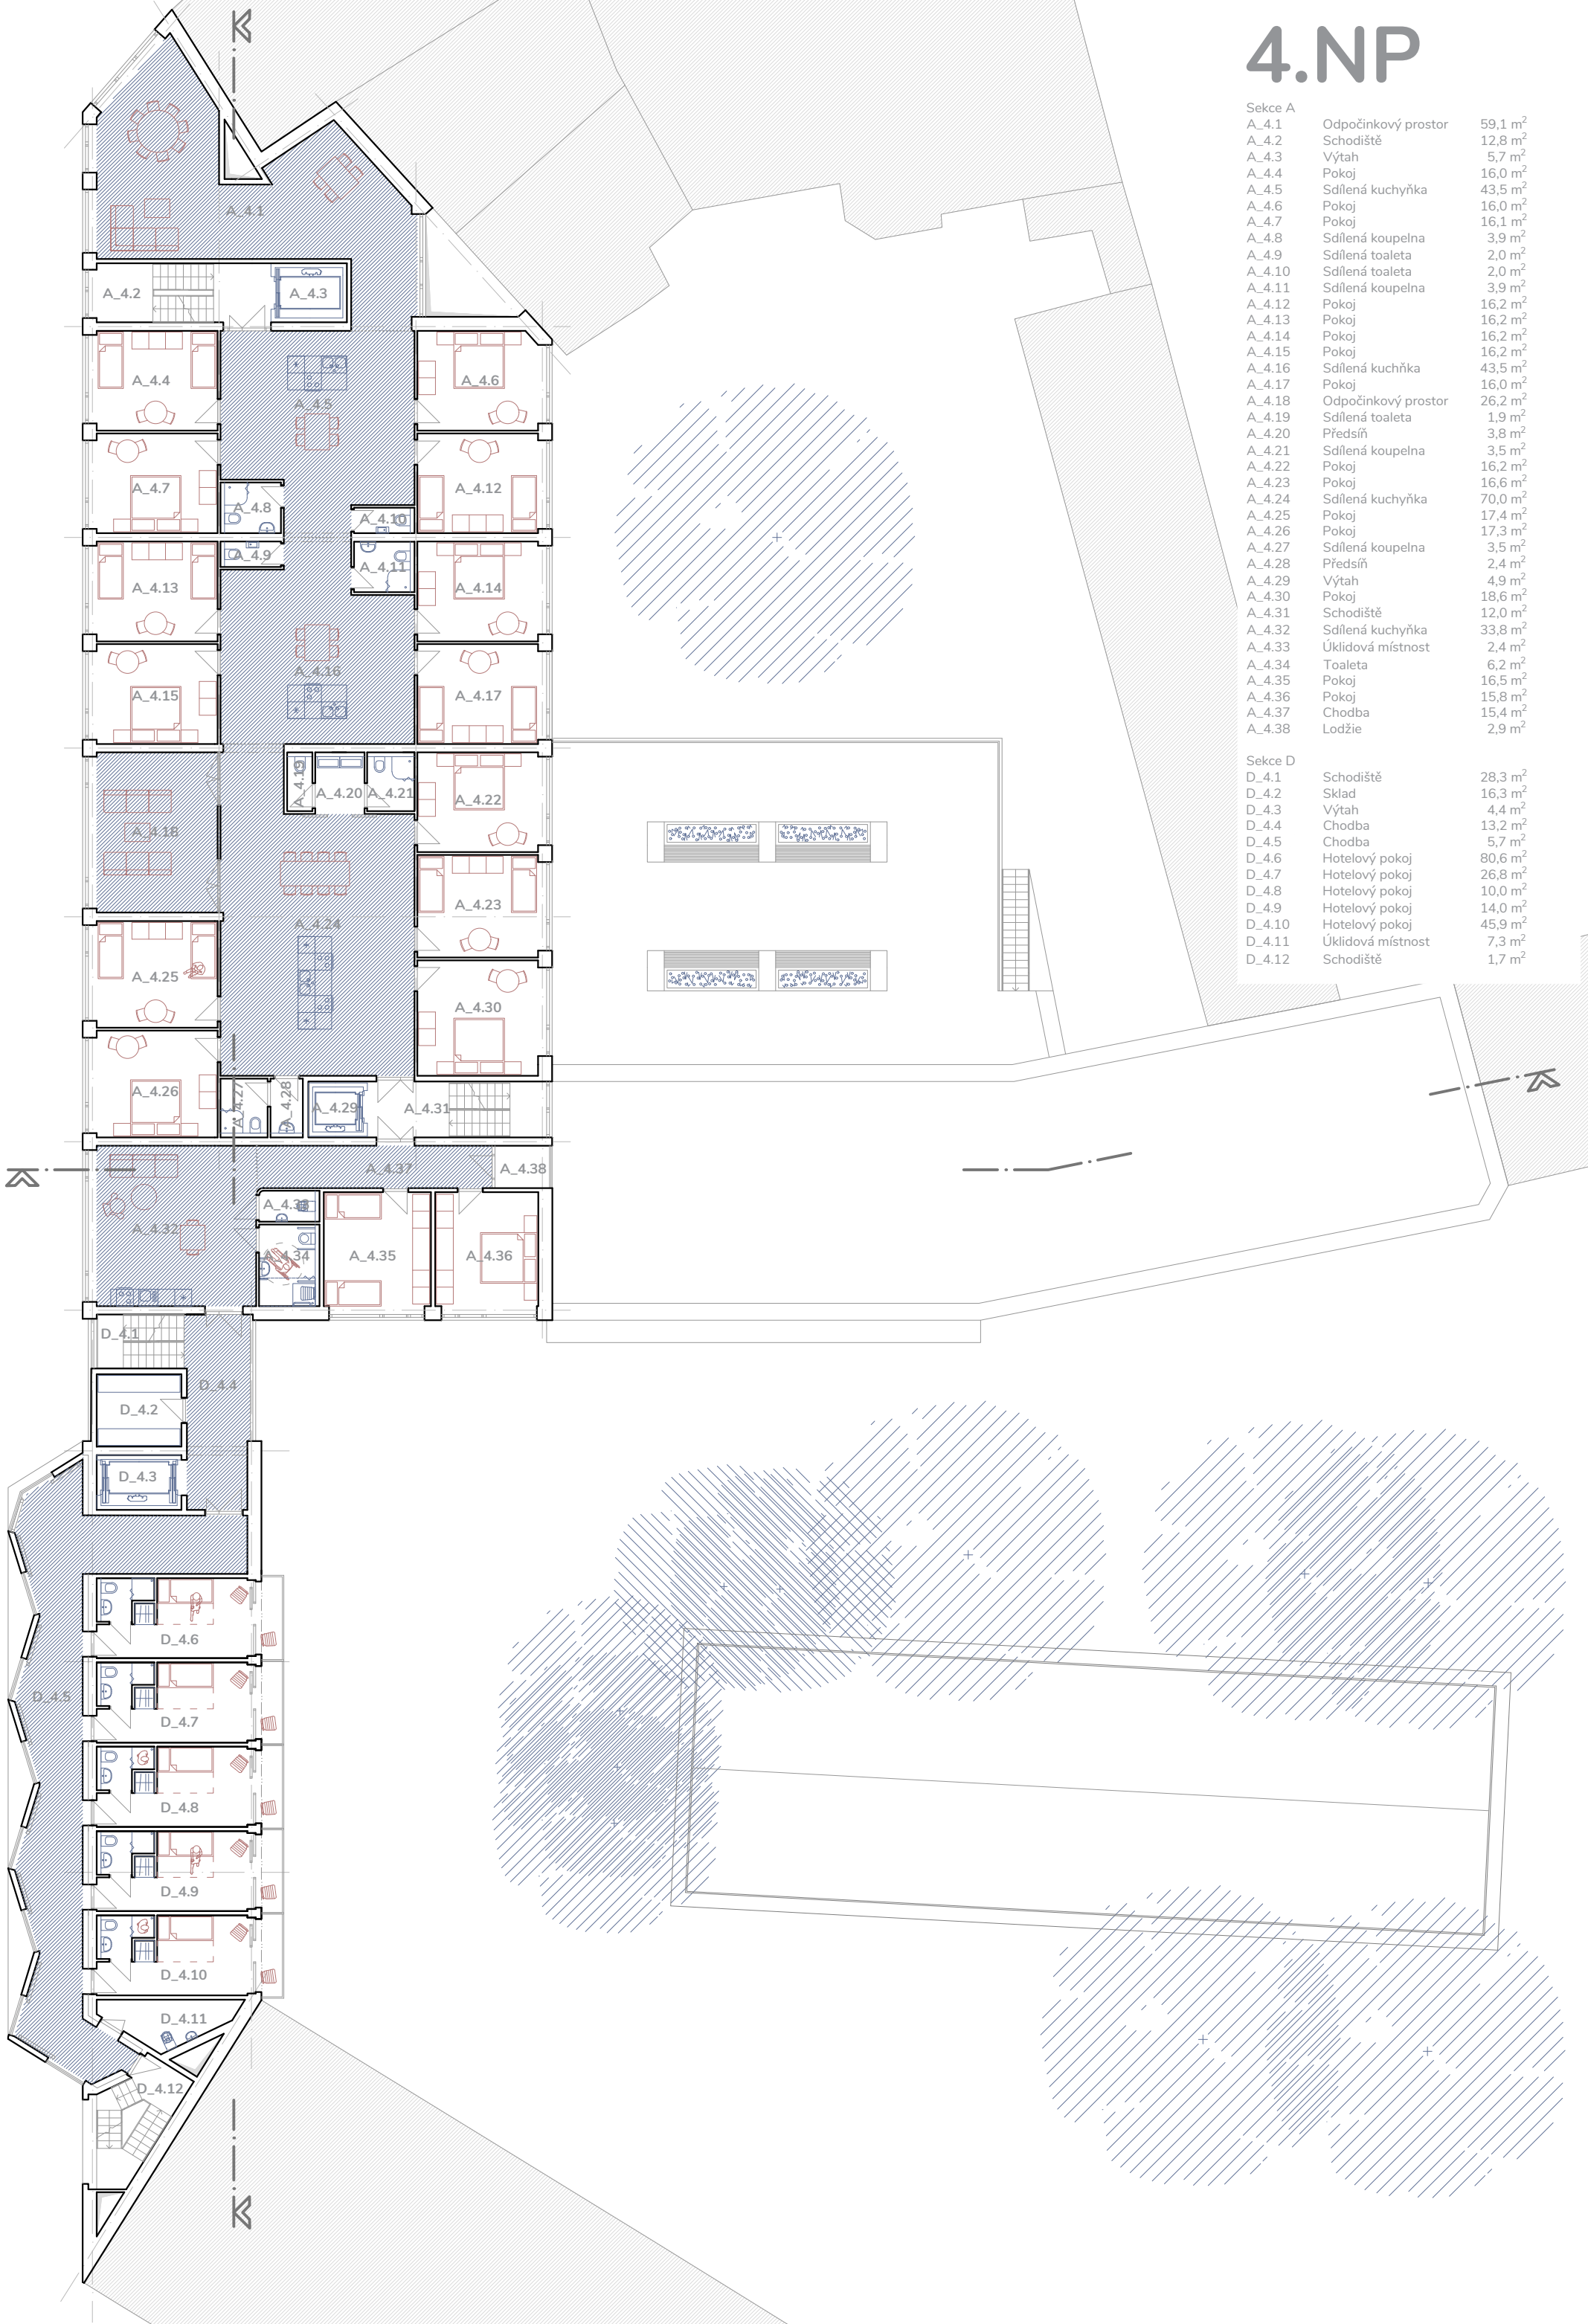 4.NP
Sekce A
A_4.1 Odpočinkový prostor 59,1 m²
A_4.2 Schodiště 12,8 m²
A_4.3 Výtah 5,7 m²
A_4.4 Pokoj 16,0 m²
A_4.5 Sdílená kuchyňka 43,5 m²
A_4.6 Pokoj 16,0 m²
A_4.7 Pokoj 16,1 m²
A_4.8 Sdílená koupelna 3,9 m²
A_4.9 Sdílená toaleta 2,0 m²
A_4.10 Sdílená toaleta 2,0 m²
A_4.11 Sdílená koupelna 3,9 m²
A_4.12 Pokoj 16,2 m²
A_4.13 Pokoj 16,2 m²
A_4.14 Pokoj 16,2 m²
A_4.15 Pokoj 16,2 m²
A_4.16 Sdílená kuchňka 43,5 m²
A_4.17 Pokoj 16,0 m²
A_4.18 Odpočinkový prostor 26,2 m²
A_4.19 Sdílená toaleta 1,9 m²
A_4.20 Předsíň 3,8 m²
A_4.21 Sdílená koupelna 3,5 m²
A_4.22 Pokoj 16,2 m²
A_4.23 Pokoj 16,6 m²
A_4.24 Sdílená kuchyňka 70,0 m²
A_4.25 Pokoj 17,4 m²
A_4.26 Pokoj 17,3 m²
A_4.27 Sdílená koupelna 3,5 m²
A_4.28 Předsíň 2,4 m²
A_4.29 Výtah 4,9 m²
A_4.30 Pokoj 18,6 m²
A_4.31 Schodiště 12,0 m²
A_4.32 Sdílená kuchyňka 33,8 m²
A_4.33 Úklidová místnost 2,4 m²
A_4.34 Toaleta 6,2 m²
A_4.35 Pokoj 16,5 m²
A_4.36 Pokoj 15,8 m²
A_4.37 Chodba 15,4 m²
A_4.38 Lodžie 2,9 m²
Sekce D
D_4.1 Schodiště 28,3 m²
D_4.2 Sklad 16,3 m²
D_4.3 Výtah 4,4 m²
D_4.4 Chodba 13,2 m²
D_4.5 Chodba 5,7 m²
D_4.6 Hotelový pokoj 80,6 m²
D_4.7 Hotelový pokoj 26,8 m²
D_4.8 Hotelový pokoj 10,0 m²
D_4.9 Hotelový pokoj 14,0 m²
D_4.10 Hotelový pokoj 45,9 m²
D_4.11 Úklidová místnost 7,3 m²
D_4.12 Schodiště 1,7 m²
A_4.1
A_4.2
A_4.3
A_4.4
A_4.6
A_4.5
A_4.7
A_4.12
A_4.8
A_4.10
A_4.9
A_4.11
A_4.13
A_4.14
A_4.16
A_4.15
A_4.17
A_4.19
A_4.20
A_4.21
A_4.22
A_4.18
A_4.23
A_4.24
A_4.25
A_4.30
A_4.26
A_4.27
A_4.28
A_4.29
A_4.31
A_4.37
A_4.38
A_4.33
A_4.32
A_4.34
A_4.35
A_4.36
D_4.1
D_4.4
D_4.2
D_4.3
D_4.6
D_4.5
D_4.7
D_4.8
D_4.9
D_4.10
D_4.11
D_4.12
K
K
K
K